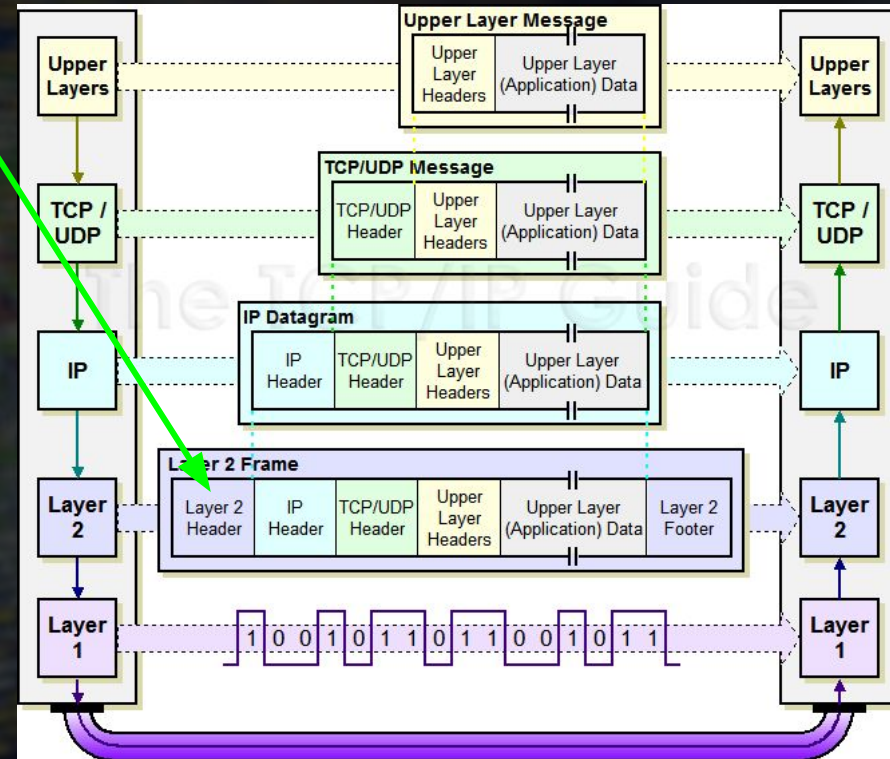 Upper Layer Message
Upper
Layers
Upper
Layer
Headers
Upper Layer
(Application) Data
Upper
Layers
TCP/UDP Message
TCP /
UDP
TCP/UDP
Header
Upper
Layer
Headers
Upper Layer
(Application) Data
TCP /
UDP
The TCP/IP Guide
IP Datagram
IP
IP
Header
TCP/UDP
Header
Upper
Layer
Headers
Upper Layer
(Application) Data
IP
Layer 2 Frame
Layer
2
Layer 2
Header
IP
Header
TCP/UDP
Header
Upper
Layer
Headers
Upper Layer
(Application) Data
Layer 2
Footer
Layer
2
Layer
1
1 0 0 1 0 1 1 0 1 1 0 0 1 0 1 1
Layer
1